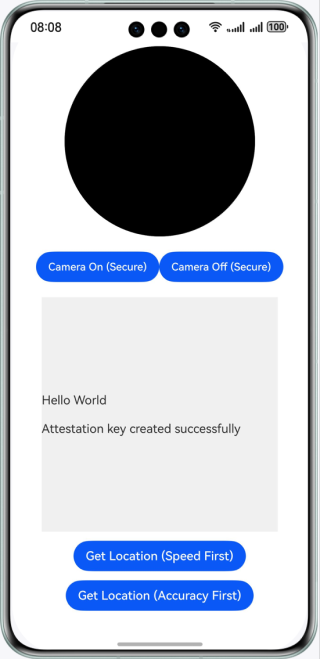 08:08
100
Camera On (Secure)
Camera Off (Secure)
Hello World
Attestation key created successfully
Get Location (Speed First)
Get Location (Accuracy First)